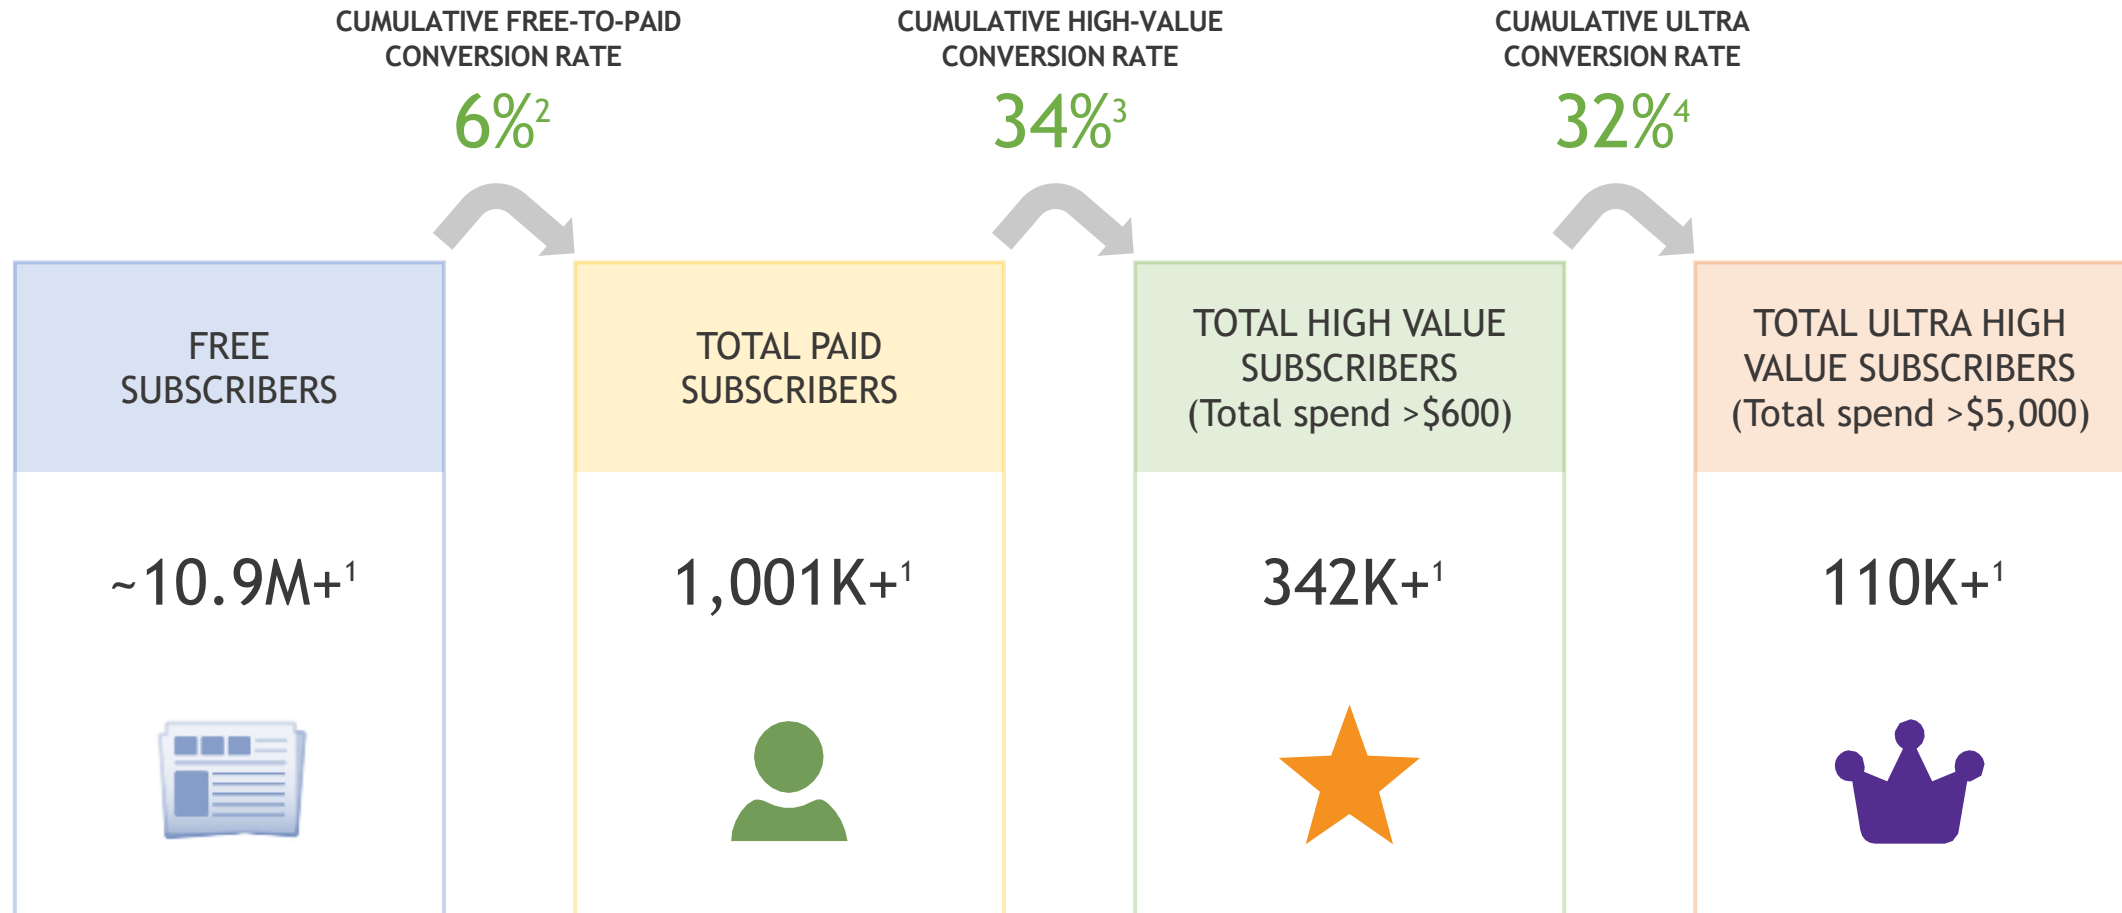 CUMULATIVE FREE-TO-PAID
CONVERSION RATE
6%²
CUMULATIVE HIGH-VALUE
CONVERSION RATE
34%³
CUMULATIVE ULTRA
CONVERSION RATE
32%⁴
FREE
SUBSCRIBERS
~10.9M+¹
TOTAL PAID
SUBSCRIBERS
1,001K+¹
TOTAL HIGH VALUE
SUBSCRIBERS
(Total spend >$600)
342K+¹
TOTAL ULTRA HIGH
VALUE SUBSCRIBERS
(Total spend >$5,000)
110K+¹